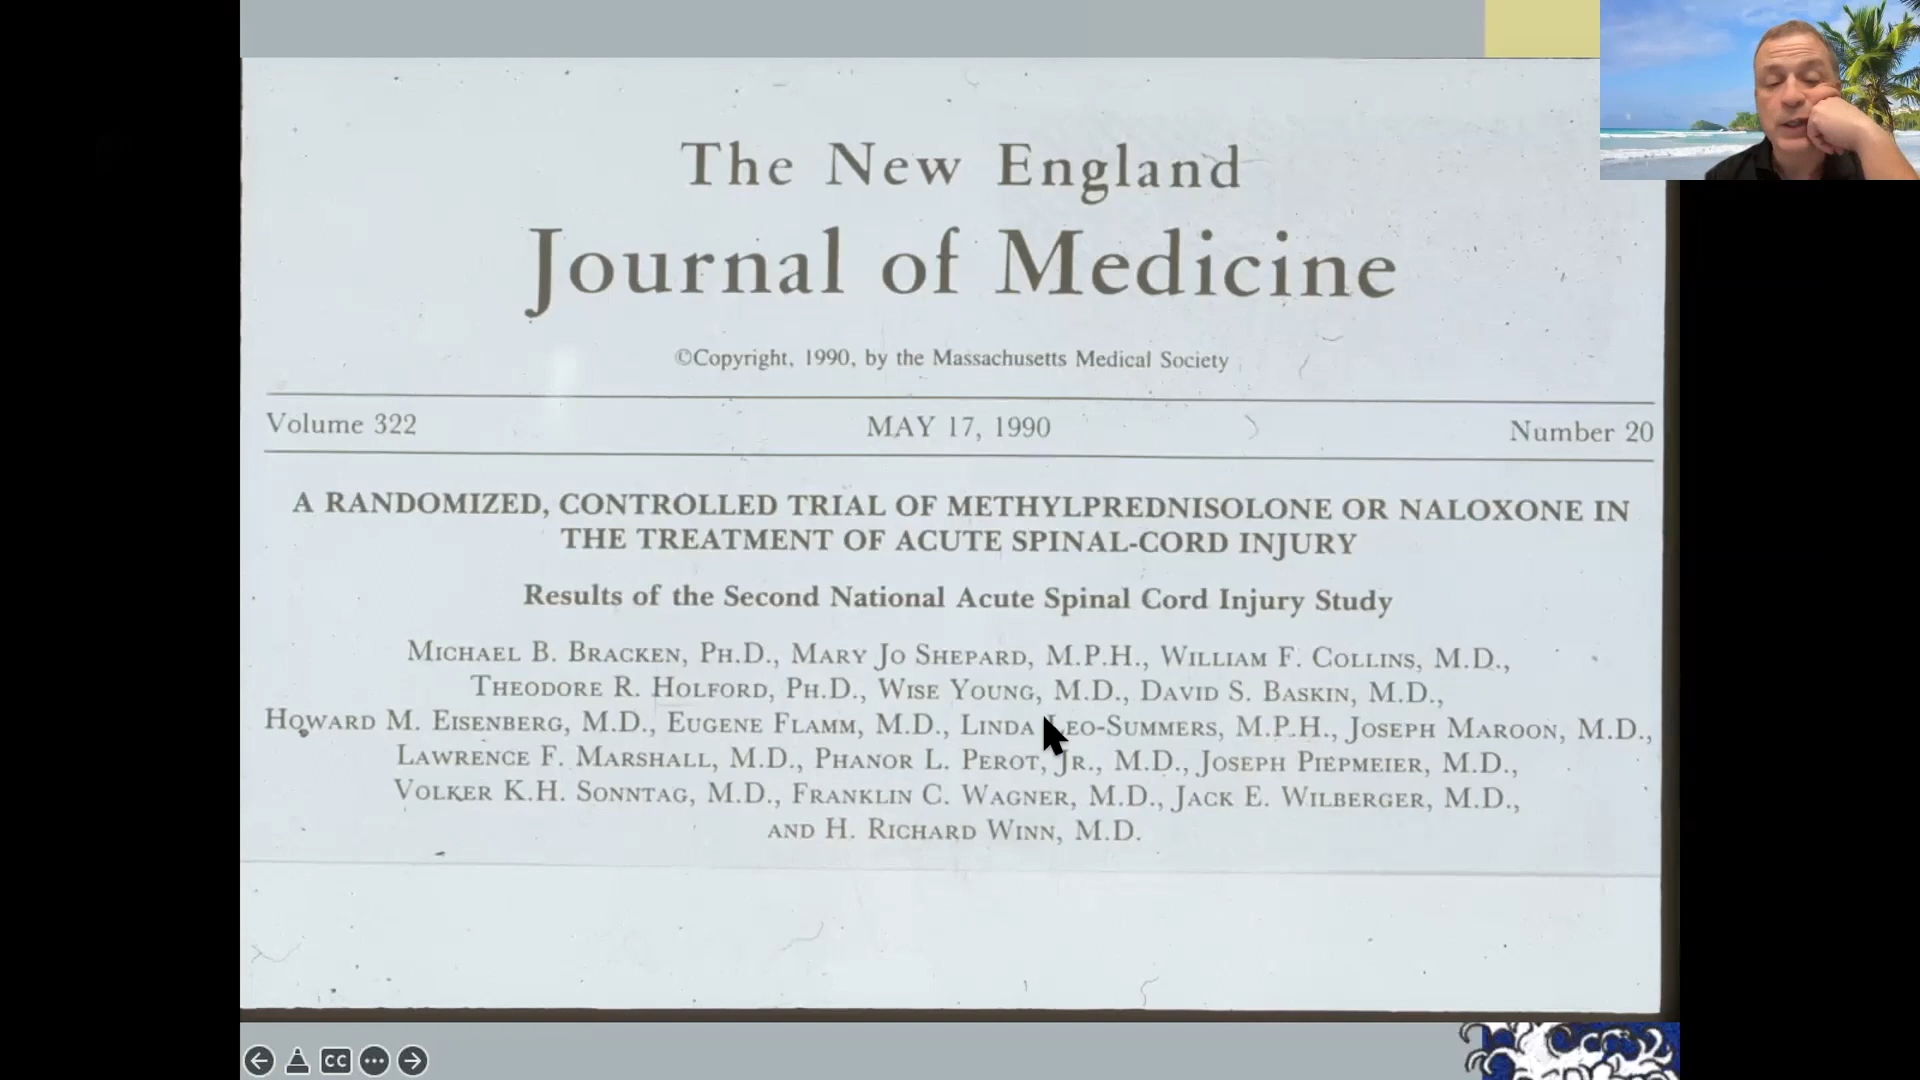 The New England
Journal of Medicine
©Copyright, 1990, by the Massachusetts Medical Society
Volume 322 MAY 17, 1990 Number 20
A RANDOMIZED, CONTROLLED TRIAL OF METHYLPREDNISOLONE OR NALOXONE IN
THE TREATMENT OF ACUTE SPINAL-CORD INJURY
Results of the Second National Acute Spinal Cord Injury Study
MICHAEL B. BRACKEN, PH.D., MARY JO SHEPARD, M.P.H., WILLIAM F. COLLINS, M.D.,
THEODORE R. HOLFORD, PH.D., WISE YOUNG, M.D., DAVID S. BASKIN, M.D.,
HOWARD M. EISENBERG, M.D., EUGENE FLAMM, M.D., LINDA LEO-SUMMERS, M.P.H., JOSEPH MAROON, M.D.,
LAWRENCE F. MARSHALL, M.D., PHANOR L. PEROT, JR., M.D., JOSEPH PIEPMEIER, M.D.,
VOLKER K.H. SONNTAG, M.D., FRANKLIN C. WAGNER, M.D., JACK E. WILBERGER, M.D.,
AND H. RICHARD WINN, M.D.
CC